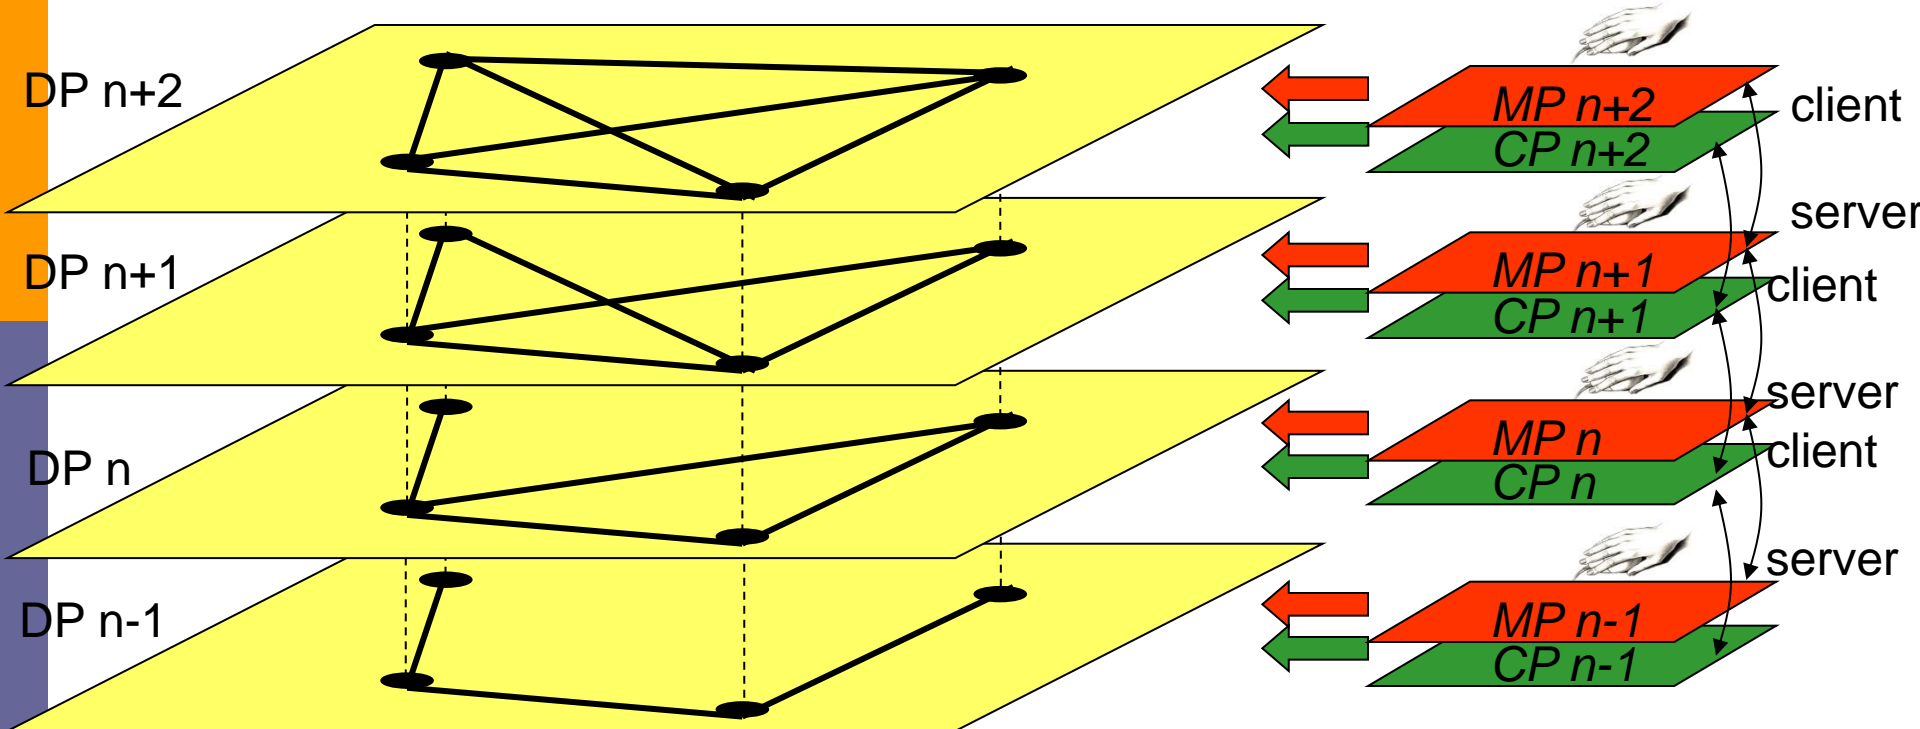 DP n+2
MP n+2
client
CP n+2
server
DP n+1
MP n+1
client
CP n+1
server
DP n
MP n
client
CP n
server
DP n-1
MP n-1
CP n-1